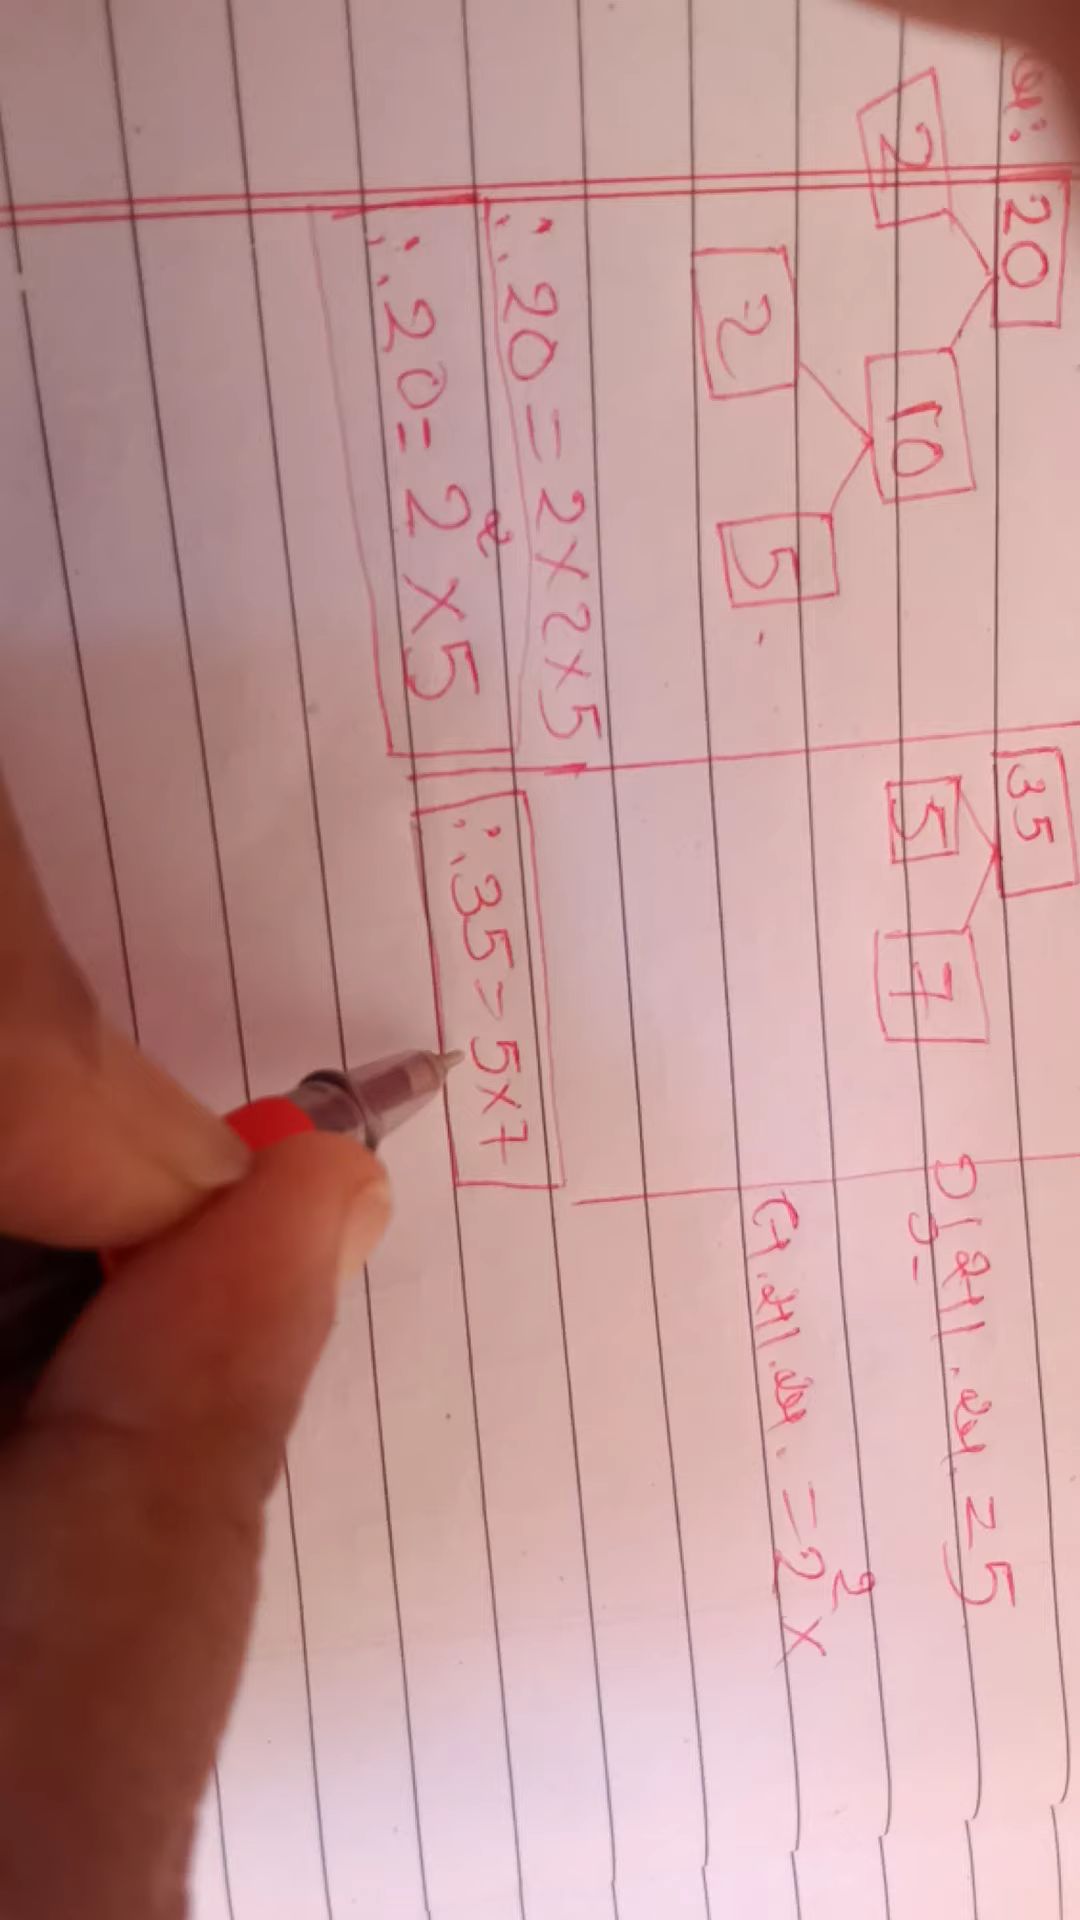 20
35
2
10
5
7
2
5
ગુ.સા.અ. = 5
લ.સા.અ. = 2² ×
∴ 20 = 2 × 2 × 5
∴ 20 = 2² × 5
∴ 35 = 5 × 7